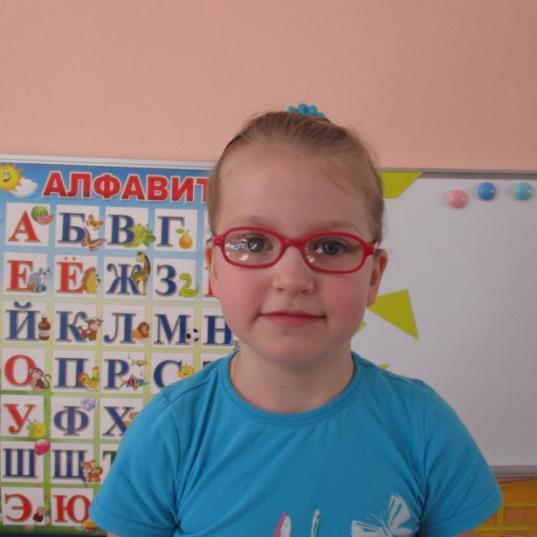 АЛФАВИТ
А Б В Г
Е Ё Ж З
Й К Л М Н
О П Р С
У Ф Х
Ш Щ
Э Ю